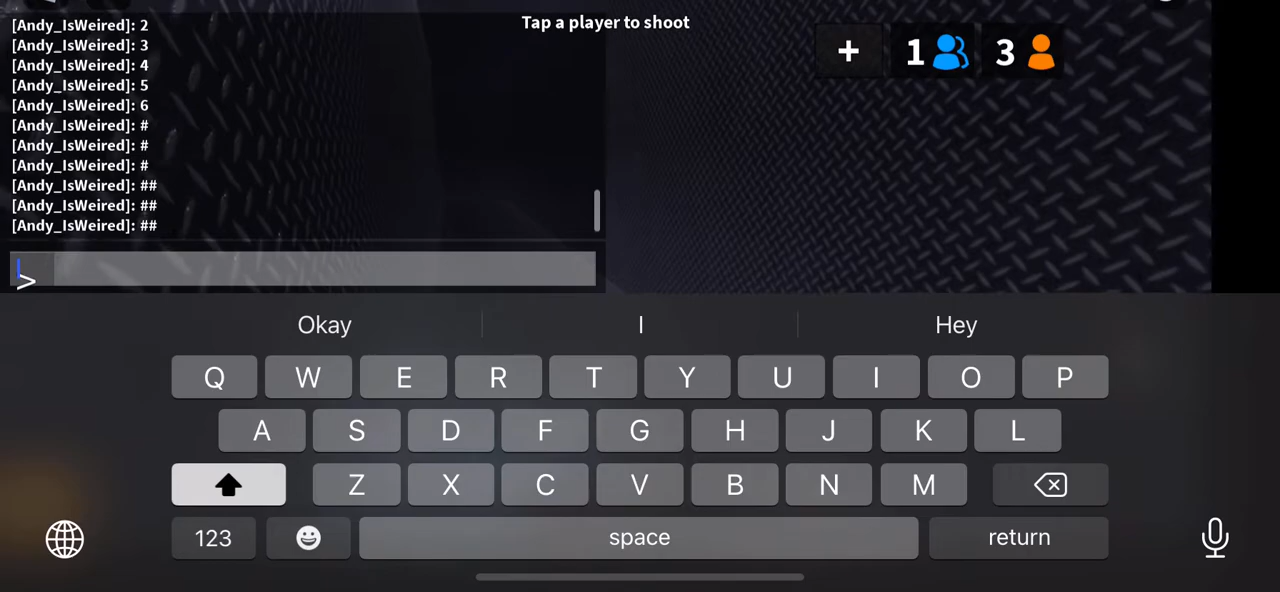 [Andy_IsWeired]: 2
[Andy_IsWeired]: 3
[Andy_IsWeired]: 4
[Andy_IsWeired]: 5
[Andy_IsWeired]: 6
[Andy_IsWeired]: #
[Andy_IsWeired]: #
[Andy_IsWeired]: #
[Andy_IsWeired]: ##
[Andy_IsWeired]: ##
[Andy_IsWeired]: ##
>
Tap a player to shoot
+ 1 3
Okay I Hey
Q W E R T Y U I O P
A S D F G H J K L
Z X C V B N M
123 space return